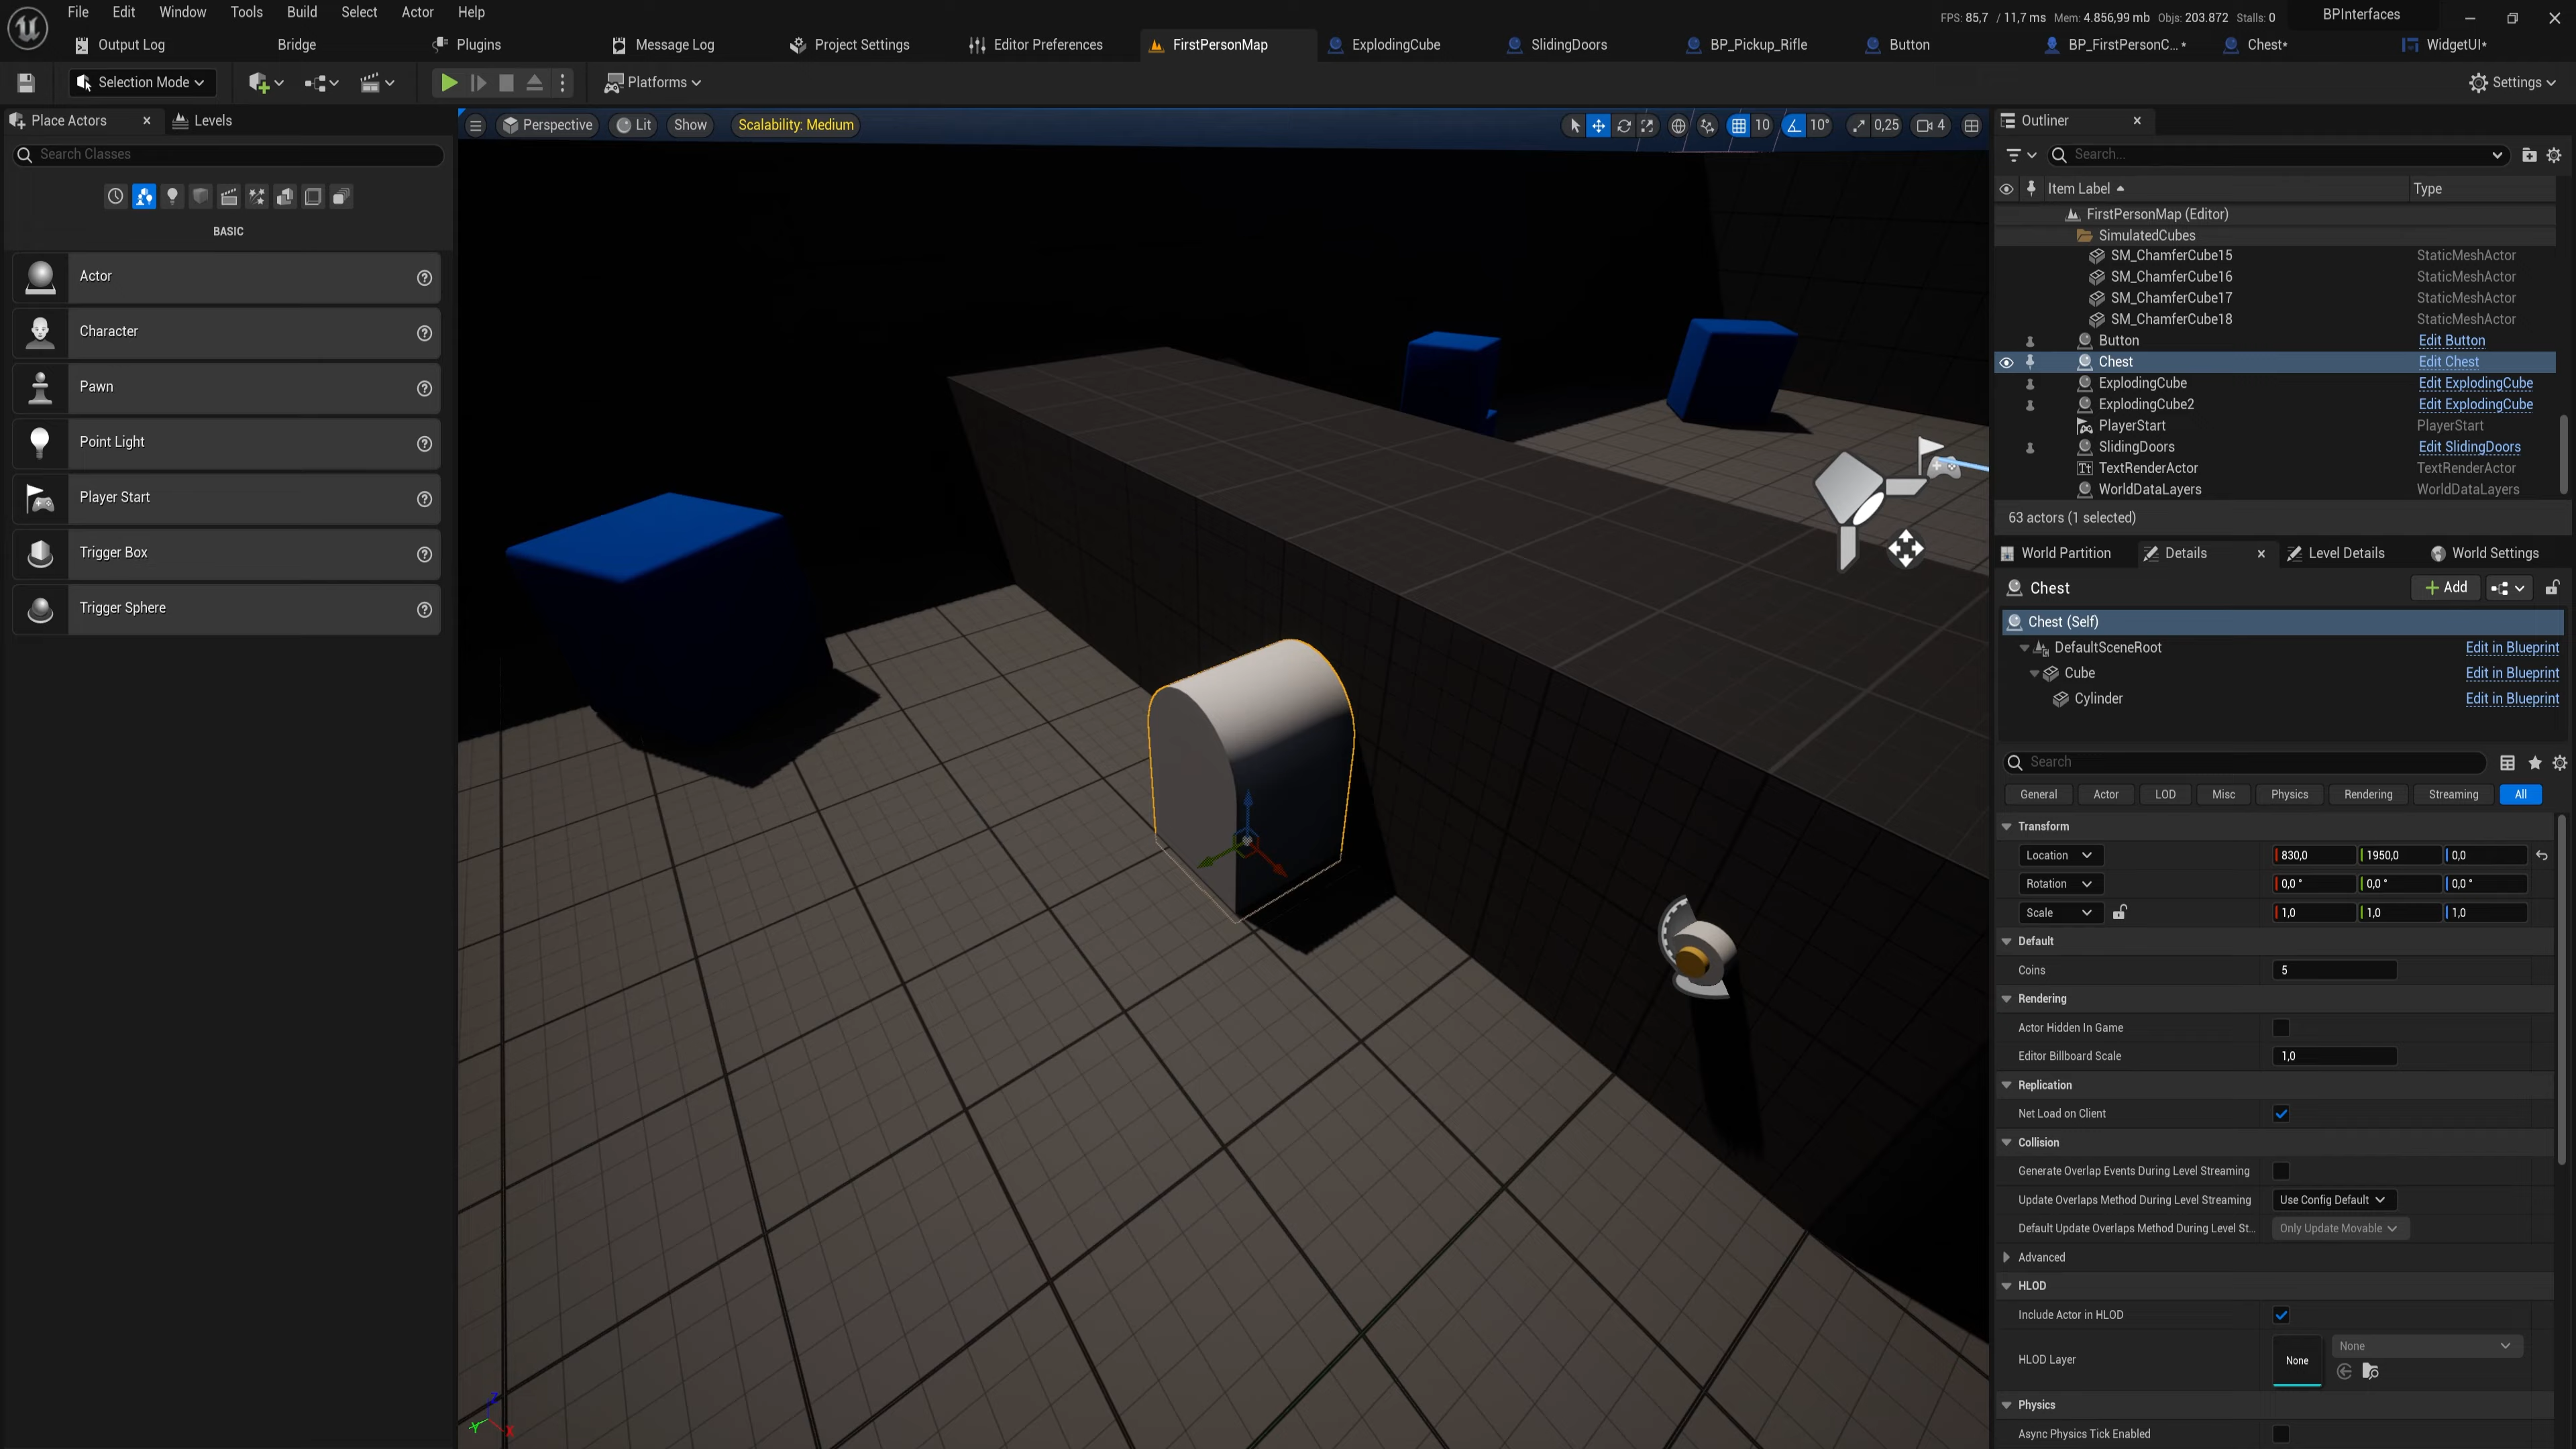 File Edit Window Tools Build Select Actor Help
FPS: 85,7 / 11,7 ms Mem: 4.856,99 mb Objs: 203.872 Stalls: 0 BPInterfaces
Output Log Bridge Plugins Message Log Project Settings Editor Preferences FirstPersonMap ExplodingCube SlidingDoors BP_Pickup_Rifle Button BP_FirstPersonC...* Chest* WidgetUI*
Selection Mode Platforms Settings
Place Actors Levels
Search Classes
BASIC
Actor
Character
Pawn
Point Light
Player Start
Trigger Box
Trigger Sphere
Perspective Lit Show Scalability: Medium 10 10° 0,25 4
Z
Y X
Outliner
Search...
Item Label Type
FirstPersonMap (Editor)
SimulatedCubes
SM_ChamferCube15 StaticMeshActor
SM_ChamferCube16 StaticMeshActor
SM_ChamferCube17 StaticMeshActor
SM_ChamferCube18 StaticMeshActor
Button Edit Button
Chest Edit Chest
ExplodingCube Edit ExplodingCube
ExplodingCube2 Edit ExplodingCube
PlayerStart PlayerStart
SlidingDoors Edit SlidingDoors
TextRenderActor TextRenderActor
WorldDataLayers WorldDataLayers
63 actors (1 selected)
World Partition Details Level Details World Settings
Chest Add
Chest (Self)
DefaultSceneRoot Edit in Blueprint
Cube Edit in Blueprint
Cylinder Edit in Blueprint
Search
General Actor LOD Misc Physics Rendering Streaming All
Transform
Location 830,0 1950,0 0,0
Rotation 0,0 ° 0,0 ° 0,0 °
Scale 1,0 1,0 1,0
Default
Coins 5
Rendering
Actor Hidden In Game
Editor Billboard Scale 1,0
Replication
Net Load on Client
Collision
Generate Overlap Events During Level Streaming
Update Overlaps Method During Level Streaming Use Config Default
Default Update Overlaps Method During Level St... Only Update Movable
Advanced
HLOD
Include Actor in HLOD
HLOD Layer None None
Physics
Async Physics Tick Enabled